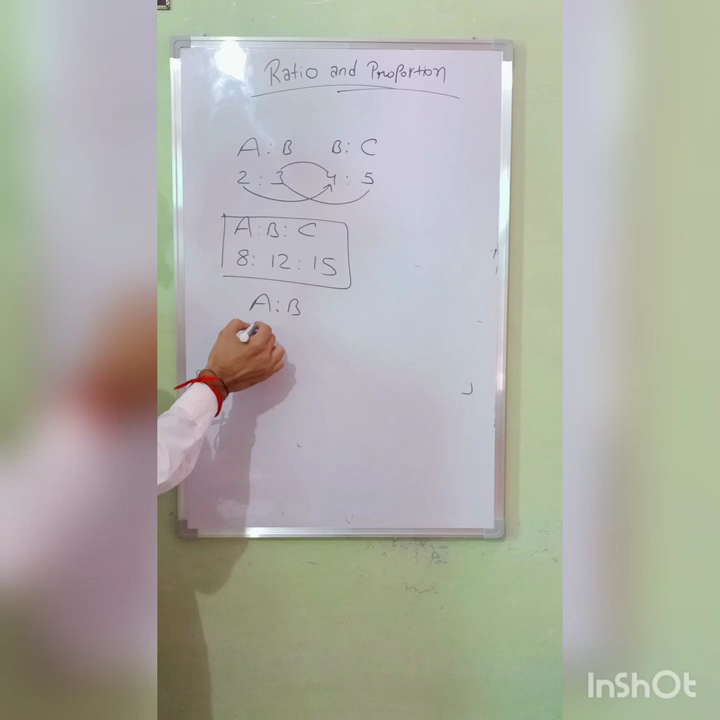 Ratio and Proportion
A : B B : C
2 : 3 4 : 5
A : B : C
8 : 12 : 15
A : B
InShOt